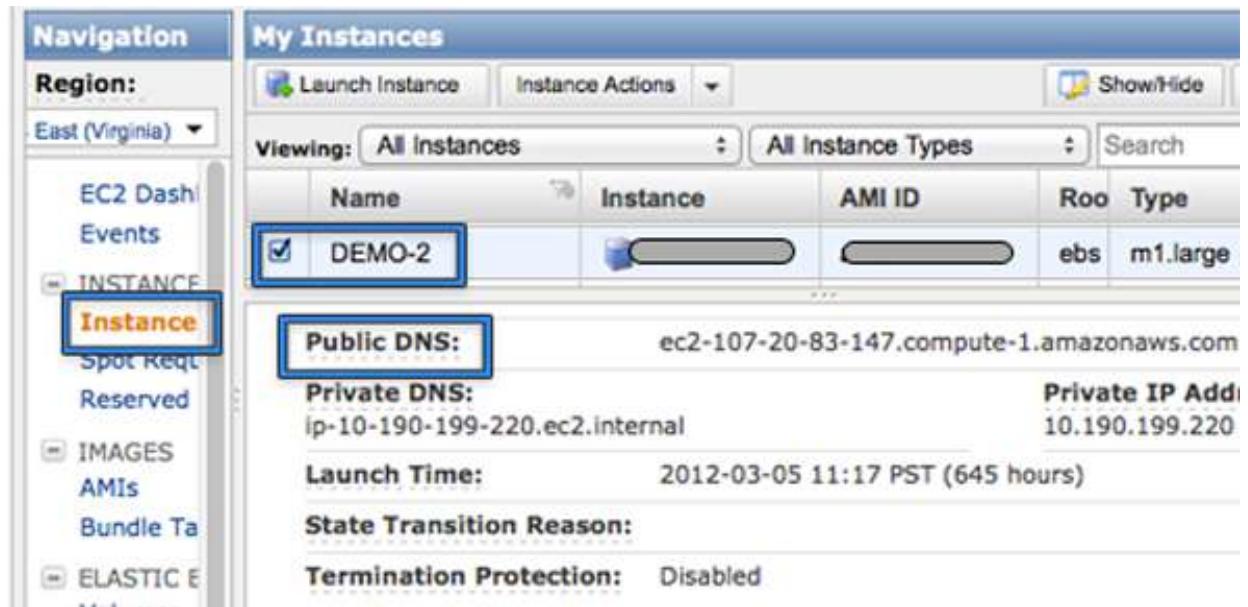 Navigation
Region:
East (Virginia)
EC2 Dash
Events
INSTANCE
Instance
Spot Requ
Reserved
IMAGES
AMIs
Bundle Ta
ELASTIC E
My Instances
Launch Instance Instance Actions Show/Hide
Viewing: All Instances All Instance Types Search
Name Instance AMI ID Roo Type
DEMO-2 ebs m1.large
Public DNS: ec2-107-20-83-147.compute-1.amazonaws.com
Private DNS: Private IP Addr
ip-10-190-199-220.ec2.internal 10.190.199.220
Launch Time: 2012-03-05 11:17 PST (645 hours)
State Transition Reason:
Termination Protection: Disabled